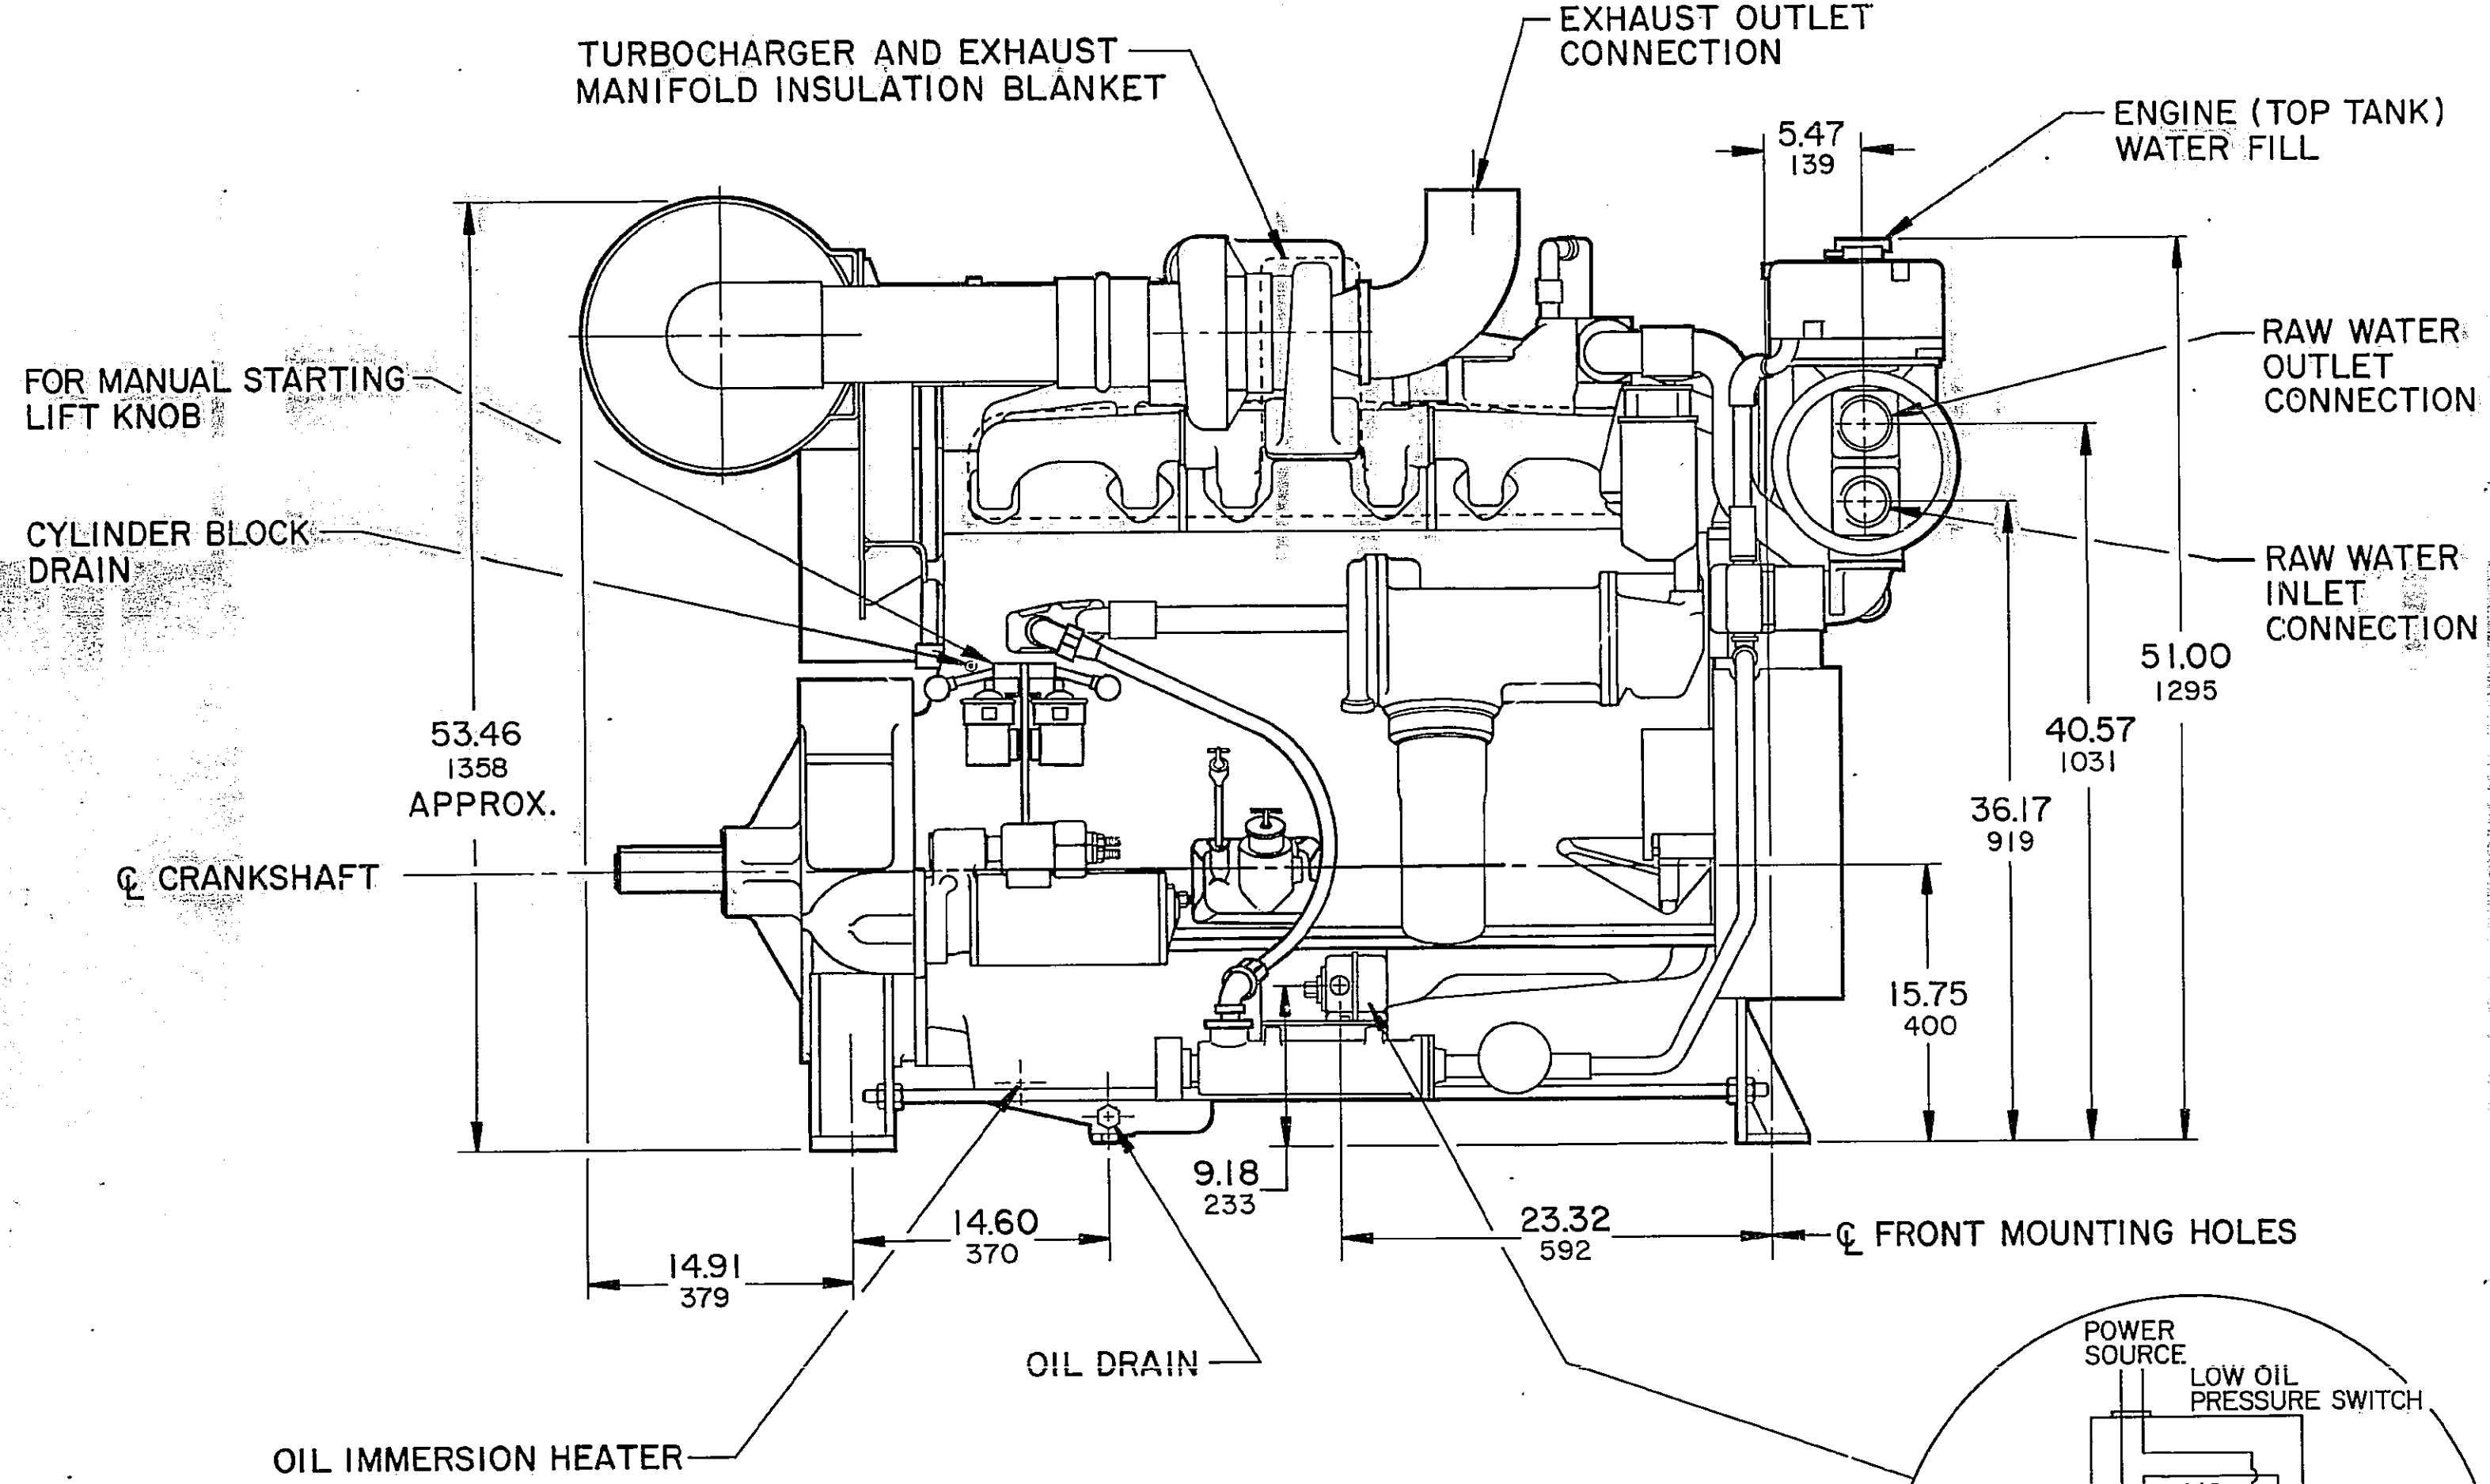 EXHAUST OUTLET
CONNECTION
TURBOCHARGER AND EXHAUST
MANIFOLD INSULATION BLANKET
ENGINE (TOP TANK)
WATER FILL
5.47
139
RAW WATER
OUTLET
CONNECTION
FOR MANUAL STARTING
LIFT KNOB
CYLINDER BLOCK
DRAIN
RAW WATER
INLET
CONNECTION
51.00
1295
53.46
1358
APPROX.
40.57
1031
36.17
919
℄ CRANKSHAFT
15.75
400
9.18
233
14.60
370
23.32
592
℄ FRONT MOUNTING HOLES
14.91
379
OIL DRAIN
POWER
SOURCE
LOW OIL
PRESSURE SWITCH
OIL IMMERSION HEATER